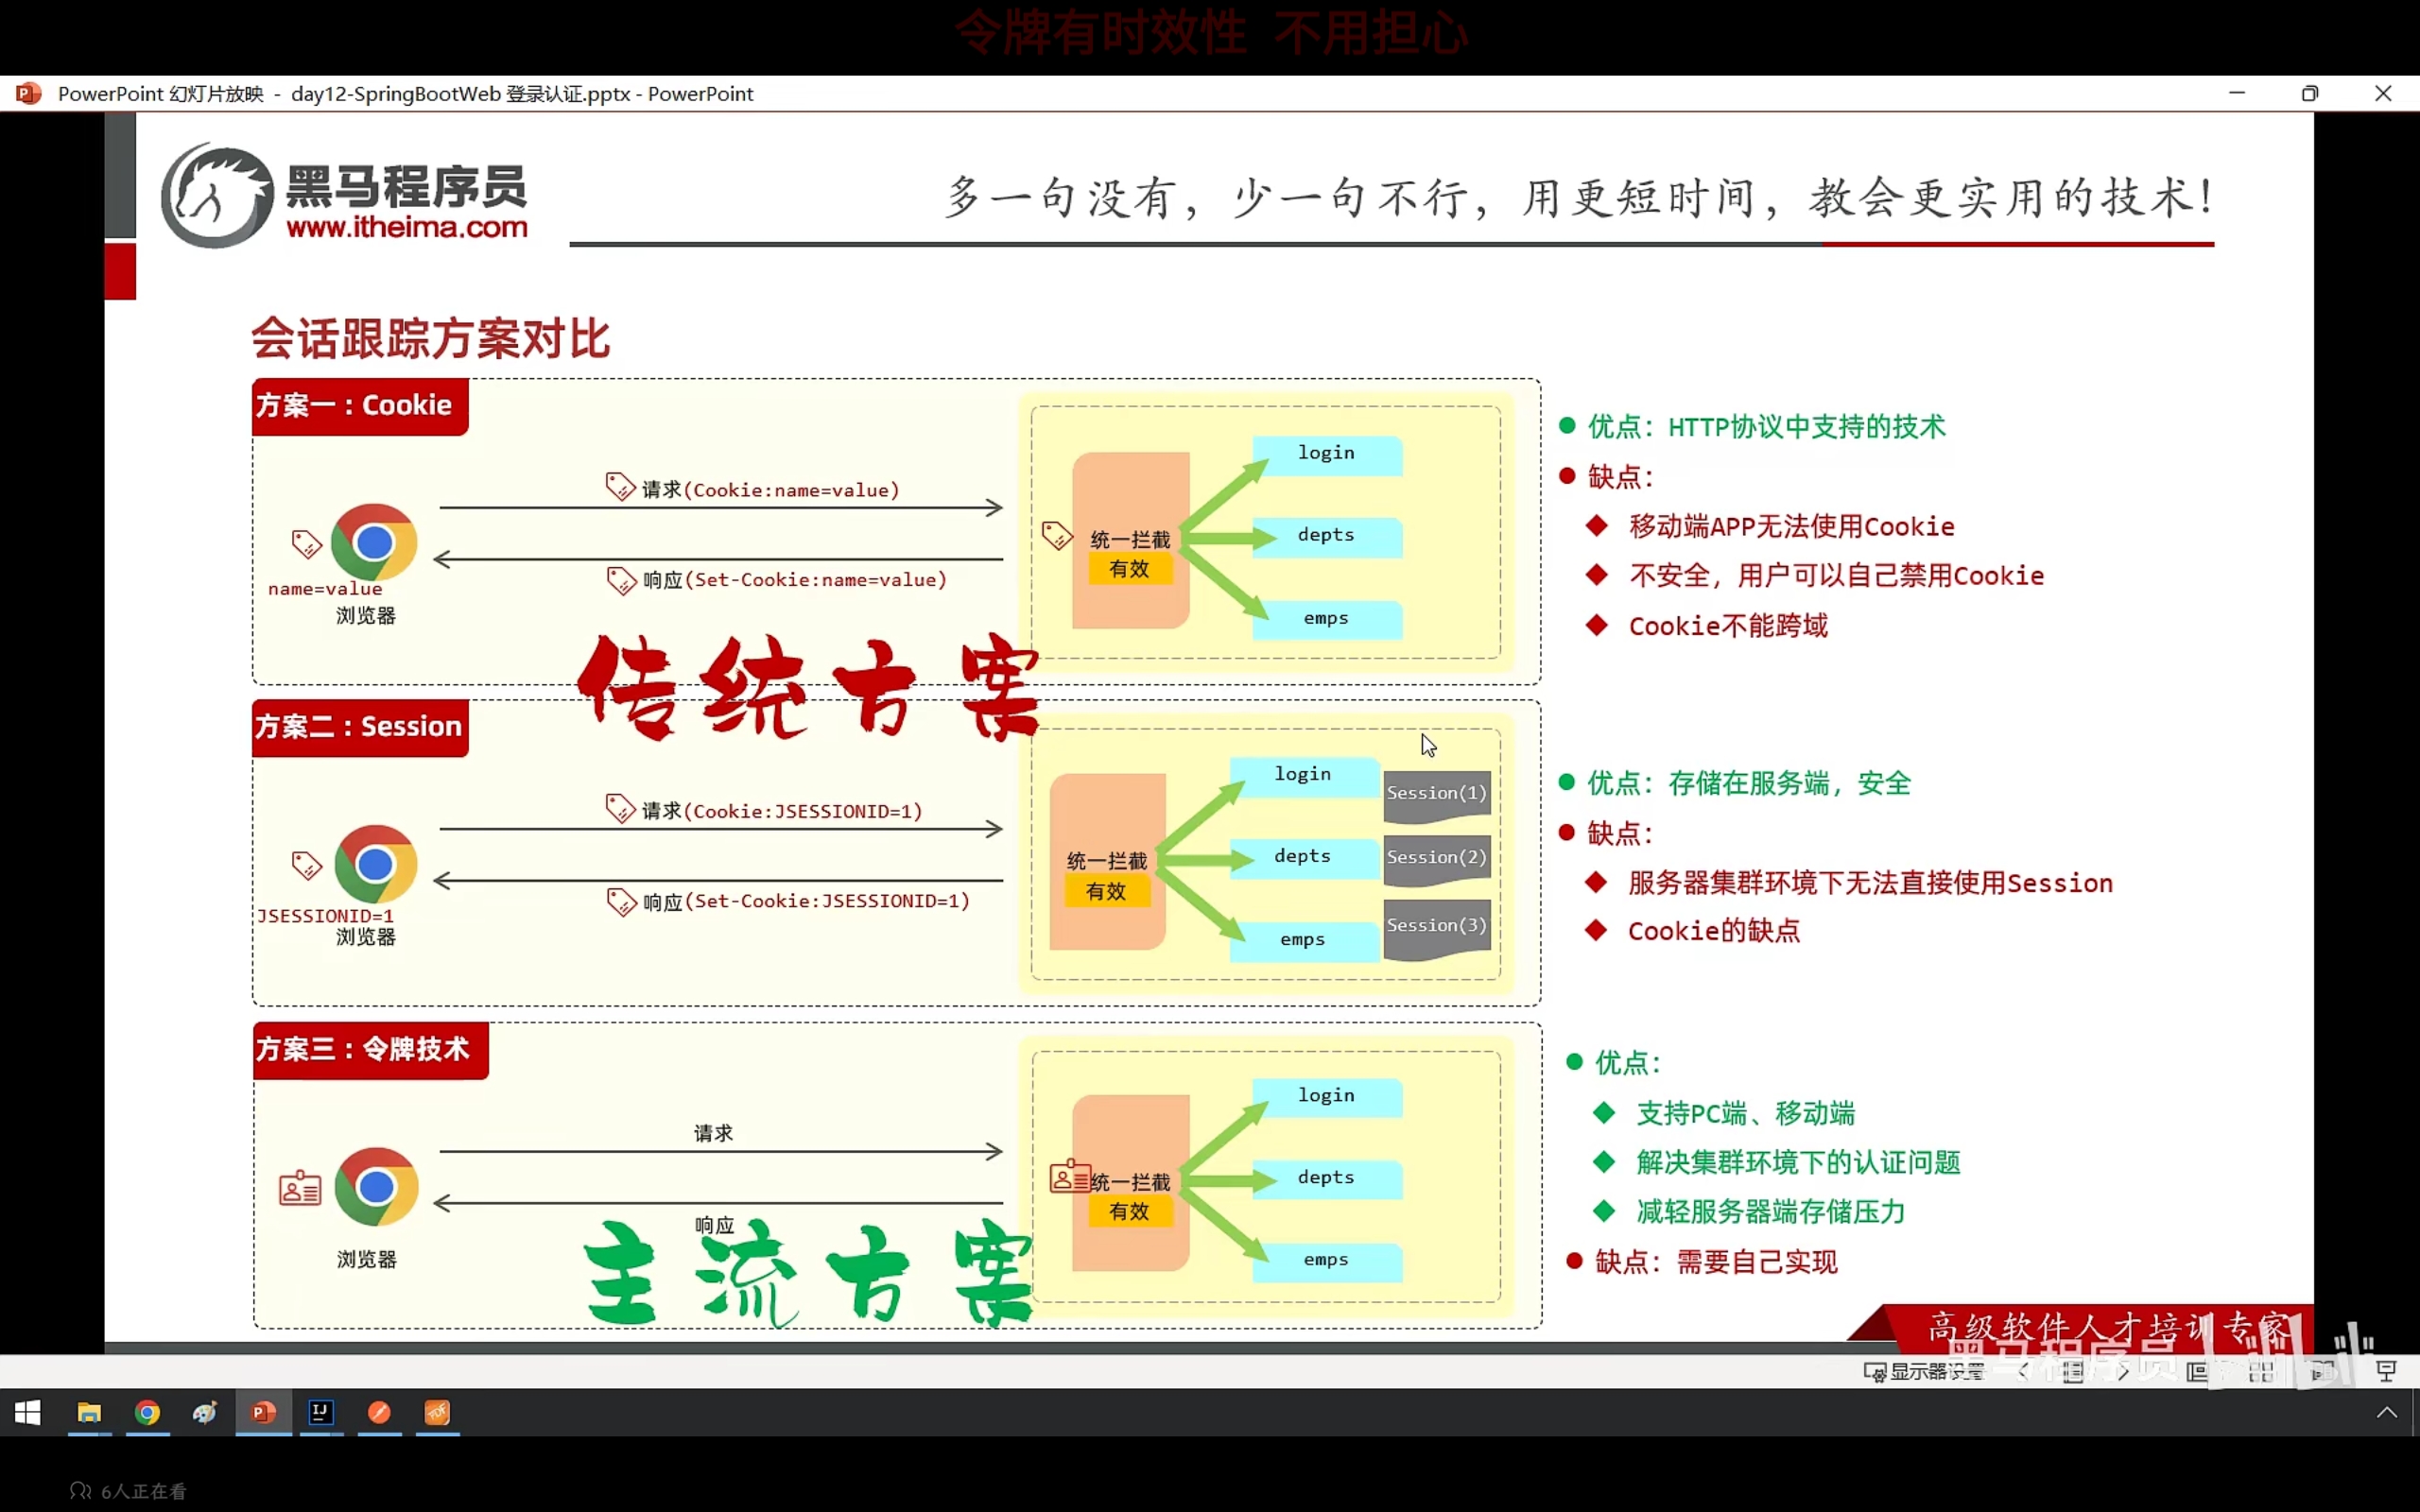 令牌有时效性 不用担心
PowerPoint 幻灯片放映 - day12-SpringBootWeb 登录认证.pptx - PowerPoint
黑马程序员
www.itheima.com
多一句没有，少一句不行，用更短时间，教会更实用的技术！
会话跟踪方案对比
方案一：Cookie
请求(Cookie:name=value)
响应(Set-Cookie:name=value)
name=value
浏览器
统一拦截
有效
login
depts
emps
优点：HTTP协议中支持的技术
缺点：
移动端APP无法使用Cookie
不安全，用户可以自己禁用Cookie
Cookie不能跨域
传统方案
方案二：Session
请求(Cookie:JSESSIONID=1)
响应(Set-Cookie:JSESSIONID=1)
JSESSIONID=1
浏览器
统一拦截
有效
login
depts
emps
Session(1)
Session(2)
Session(3)
优点：存储在服务端，安全
缺点：
服务器集群环境下无法直接使用Session
Cookie的缺点
方案三：令牌技术
请求
响应
浏览器
统一拦截
有效
login
depts
emps
优点：
支持PC端、移动端
解决集群环境下的认证问题
减轻服务器端存储压力
缺点：需要自己实现
主流方案
高级软件人才培训专家
黑马程序员
显示器设置
6人正在看